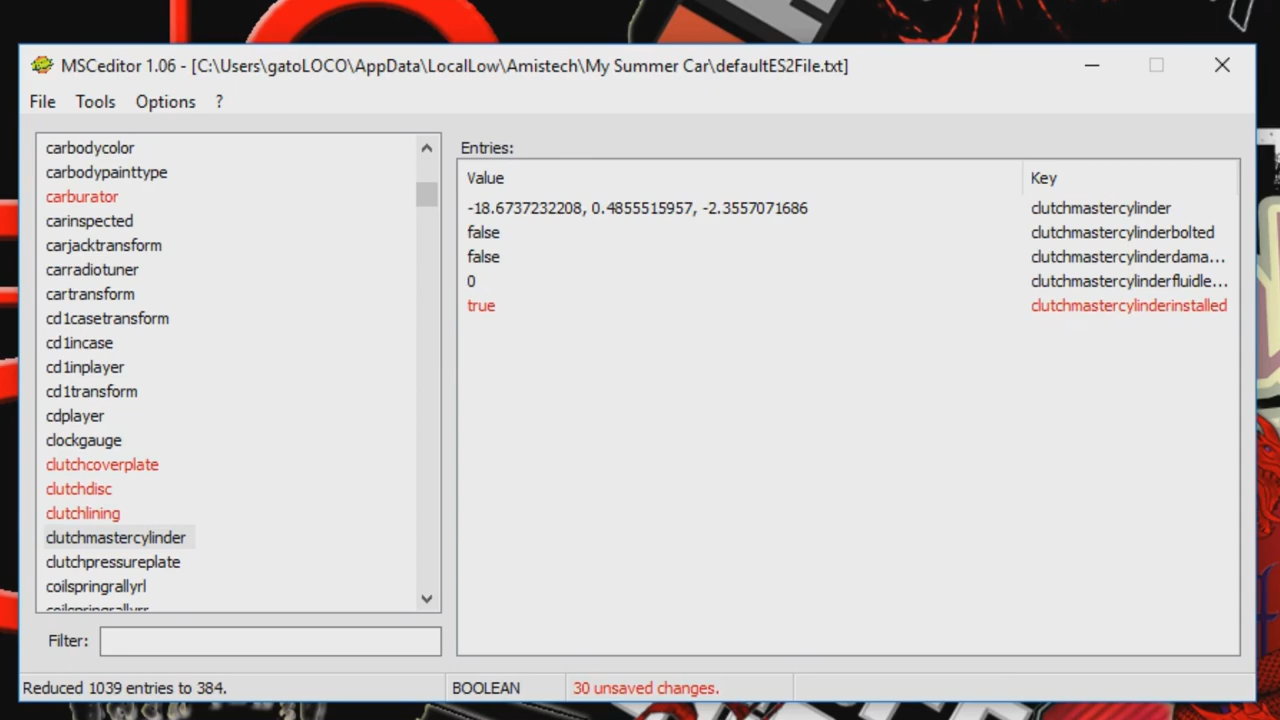 MSCeditor 1.06 - [C:\Users\gatoLOCO\AppData\LocalLow\Amistech\My Summer Car\defaultES2File.txt]
File Tools Options ?
carbodycolor
carbodypainttype
carburator
carinspected
carjacktransform
carradiotuner
cartransform
cd1casetransform
cd1incase
cd1inplayer
cd1transform
cdplayer
clockgauge
clutchcoverplate
clutchdisc
clutchlining
clutchmastercylinder
clutchpressureplate
coilspringrallyrl
coilspringrallyrr
Filter:
Entries:
Value Key
-18.6737232208, 0.4855515957, -2.3557071686 clutchmastercylinder
false clutchmastercylinderbolted
false clutchmastercylinderdama...
0 clutchmastercylinderfluidle...
true clutchmastercylinderinstalled
Reduced 1039 entries to 384. BOOLEAN 30 unsaved changes.